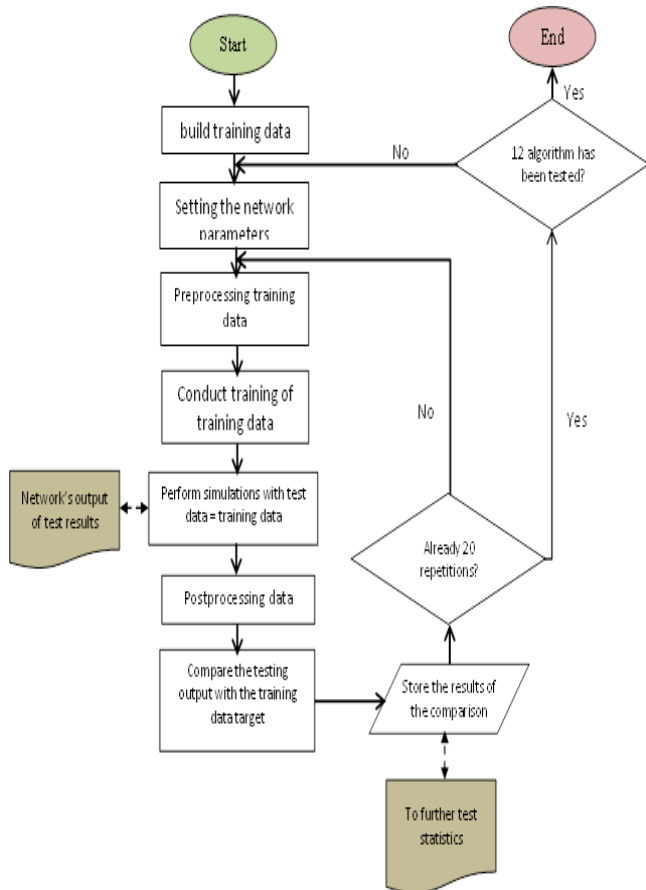 Start
End
build training data
Setting the network
parameters
Preprocessing training
data
Conduct training of
training data
Network's output
of test results
Perform simulations with test
data = training data
Postprocessing data
Compare the testing
output with the training
data target
Store the results of
the comparison
To further test
statistics
Already 20
repetitions?
No
Yes
12 algorithm has
been tested?
No
Yes